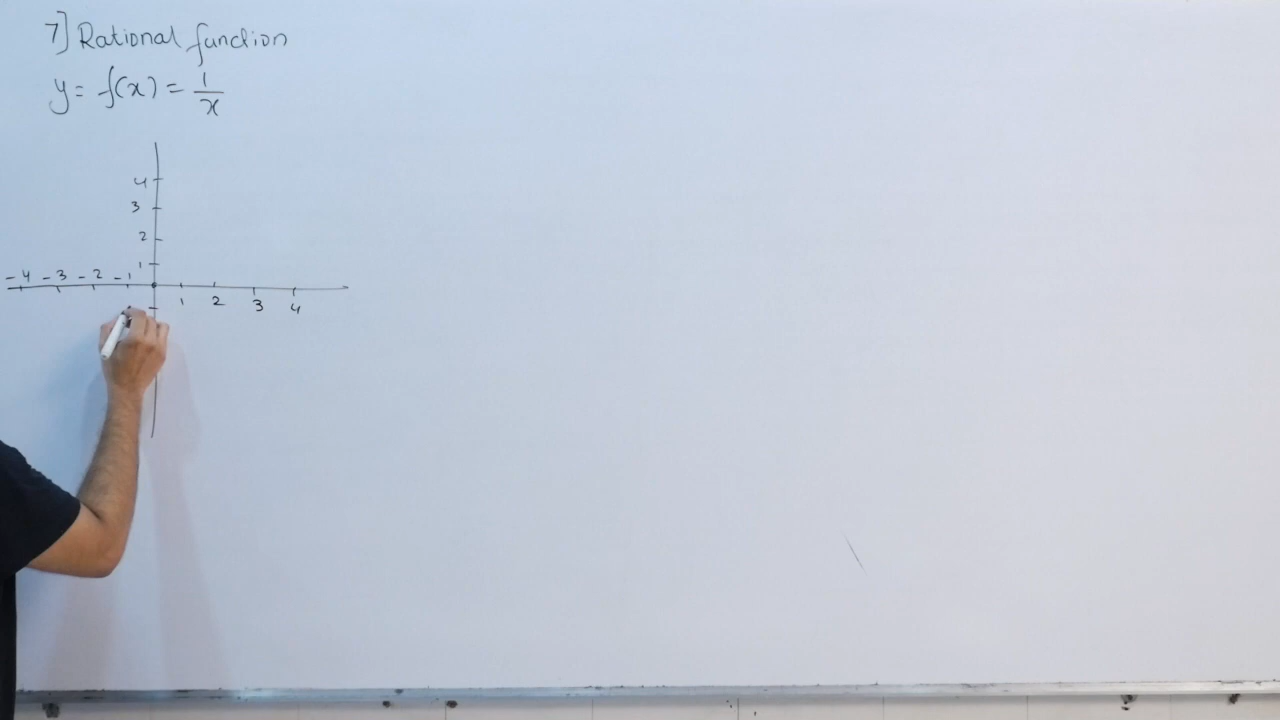 7] Rational function
y = f(x) = 1/x
4
3
2
1
-4 -3 -2 -1
1 2 3 4